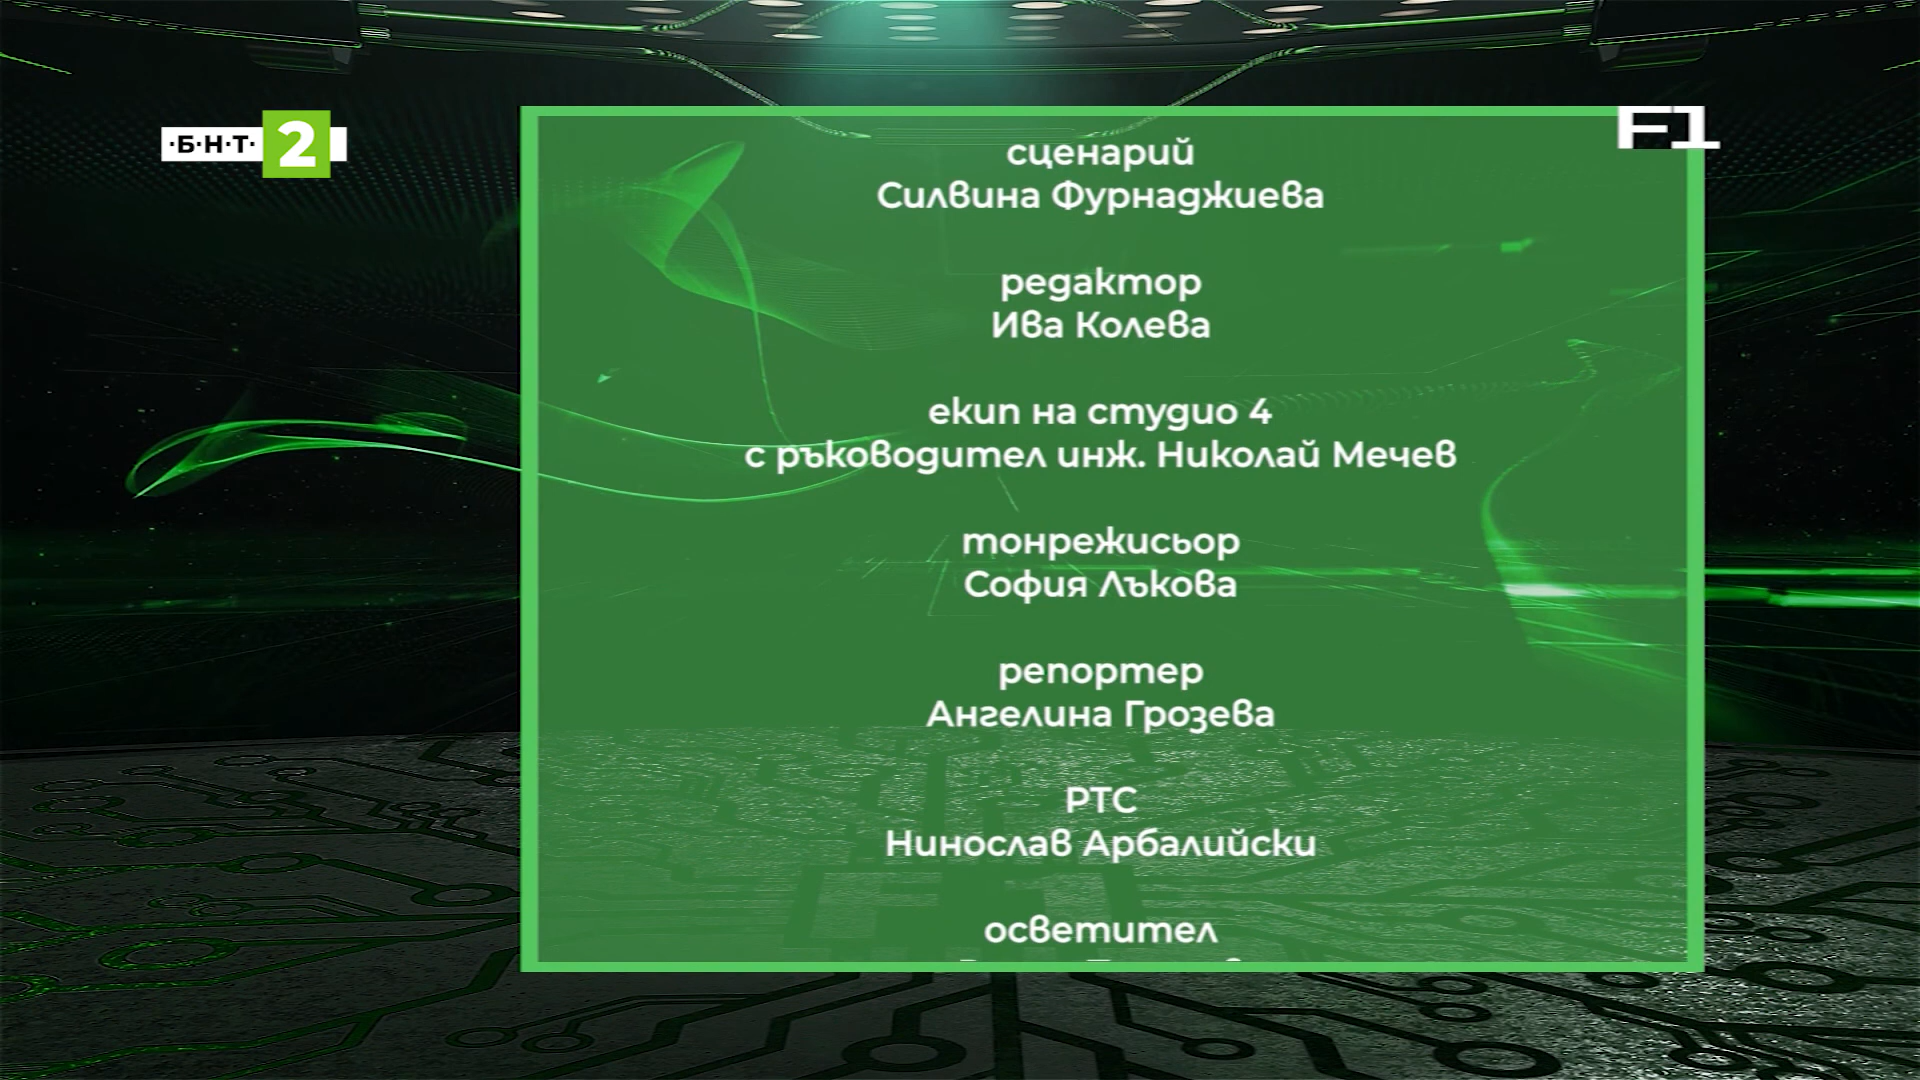 ·Б·Н·Т· 2
F1
сценарий
Силвина Фурнаджиева
редактор
Ива Колева
екип на студио 4
с ръководител инж. Николай Мечев
тонрежисьор
София Лъкова
репортер
Ангелина Грозева
РТС
Нинослав Арбалийски
осветител